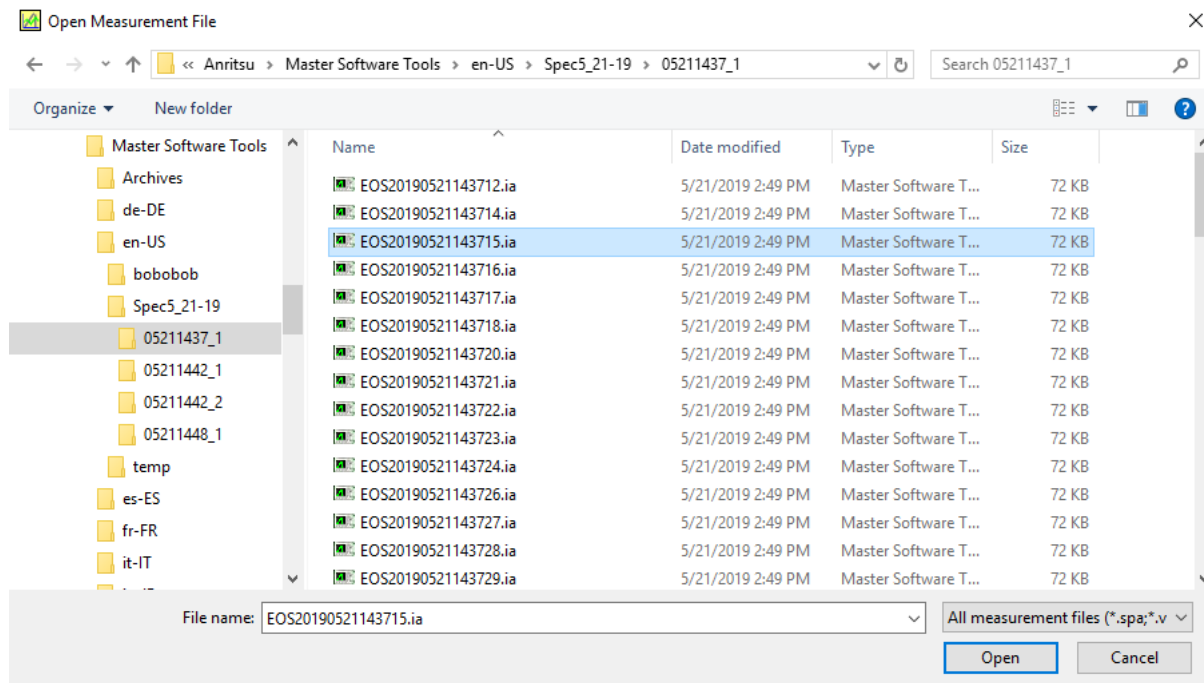 Open Measurement File
« Anritsu > Master Software Tools > en-US > Spec5_21-19 > 05211437_1
Search 05211437_1
Organize New folder
Master Software Tools
Archives
de-DE
en-US
bobobob
Spec5_21-19
05211437_1
05211442_1
05211442_2
05211448_1
temp
es-ES
fr-FR
it-IT
Name Date modified Type Size
EOS20190521143712.ia 5/21/2019 2:49 PM Master Software T... 72 KB
EOS20190521143714.ia 5/21/2019 2:49 PM Master Software T... 72 KB
EOS20190521143715.ia 5/21/2019 2:49 PM Master Software T... 72 KB
EOS20190521143716.ia 5/21/2019 2:49 PM Master Software T... 72 KB
EOS20190521143717.ia 5/21/2019 2:49 PM Master Software T... 72 KB
EOS20190521143718.ia 5/21/2019 2:49 PM Master Software T... 72 KB
EOS20190521143720.ia 5/21/2019 2:49 PM Master Software T... 72 KB
EOS20190521143721.ia 5/21/2019 2:49 PM Master Software T... 72 KB
EOS20190521143722.ia 5/21/2019 2:49 PM Master Software T... 72 KB
EOS20190521143723.ia 5/21/2019 2:49 PM Master Software T... 72 KB
EOS20190521143724.ia 5/21/2019 2:49 PM Master Software T... 72 KB
EOS20190521143726.ia 5/21/2019 2:49 PM Master Software T... 72 KB
EOS20190521143727.ia 5/21/2019 2:49 PM Master Software T... 72 KB
EOS20190521143728.ia 5/21/2019 2:49 PM Master Software T... 72 KB
EOS20190521143729.ia 5/21/2019 2:49 PM Master Software T... 72 KB
File name: EOS20190521143715.ia All measurement files (*.spa;*.v
Open Cancel